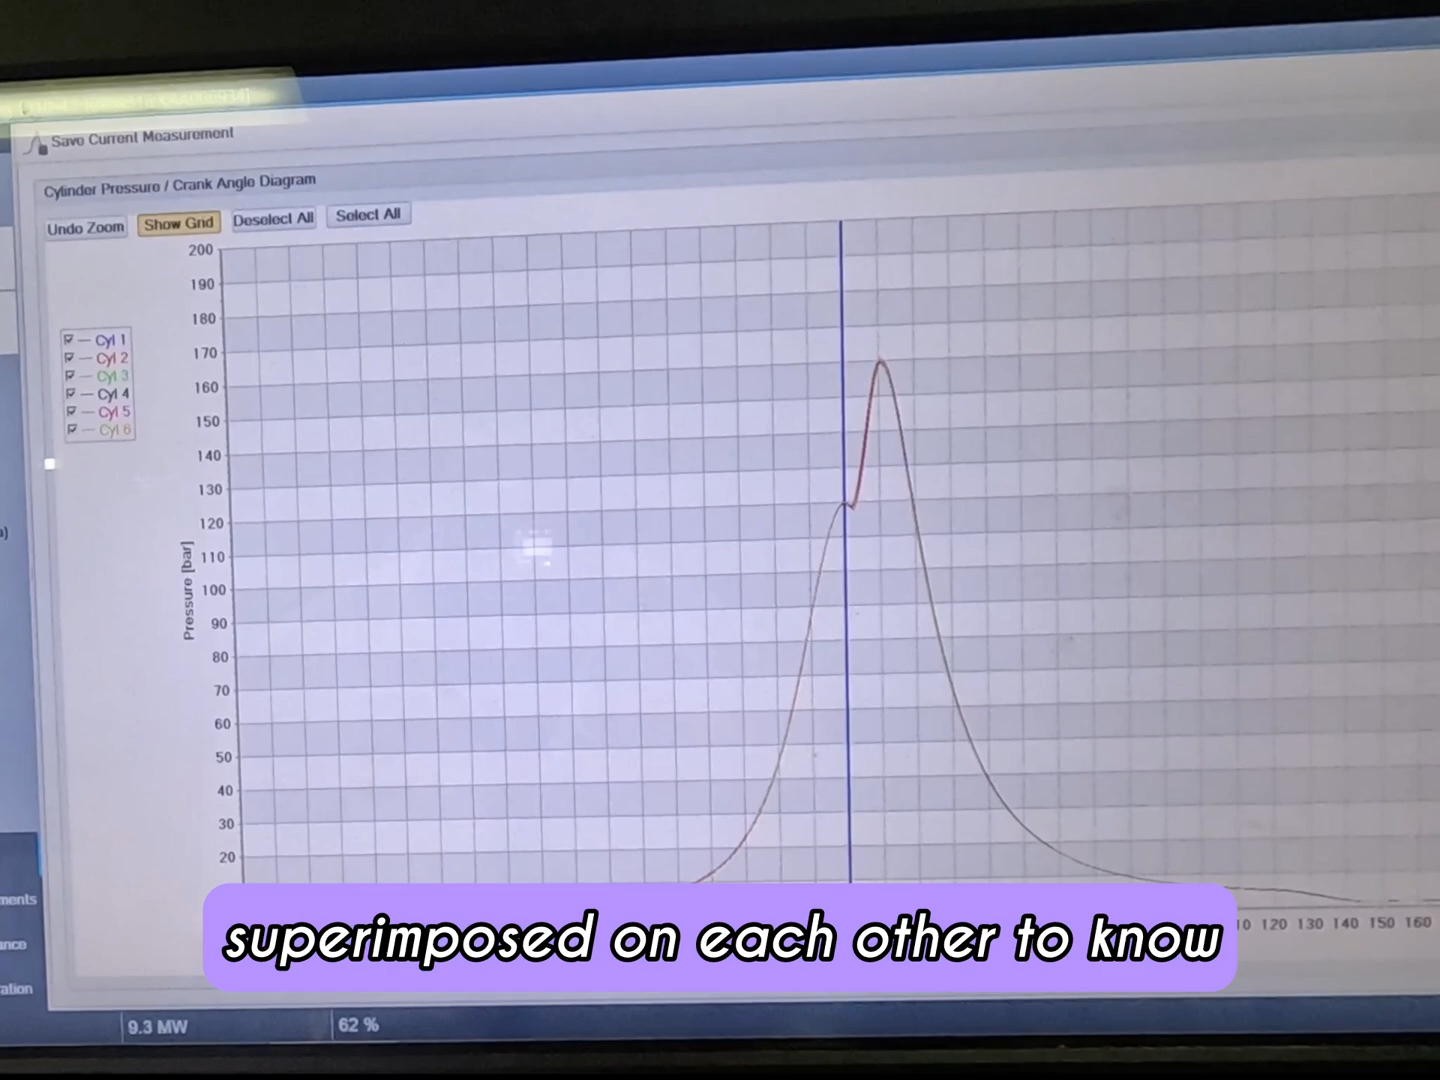 Save Current Measurement
Cylinder Pressure / Crank Angle Diagram
Undo Zoom Show Grid Deselect All Select All
200
190
180
170
160
150
140
130
120
110
100
90
80
70
60
50
40
30
20
Pressure [bar]
Cyl 1
Cyl 2
Cyl 3
Cyl 4
Cyl 5
Cyl 6
120 130 140 150 160
superimposed on each other to know
9.3 MW 62 %